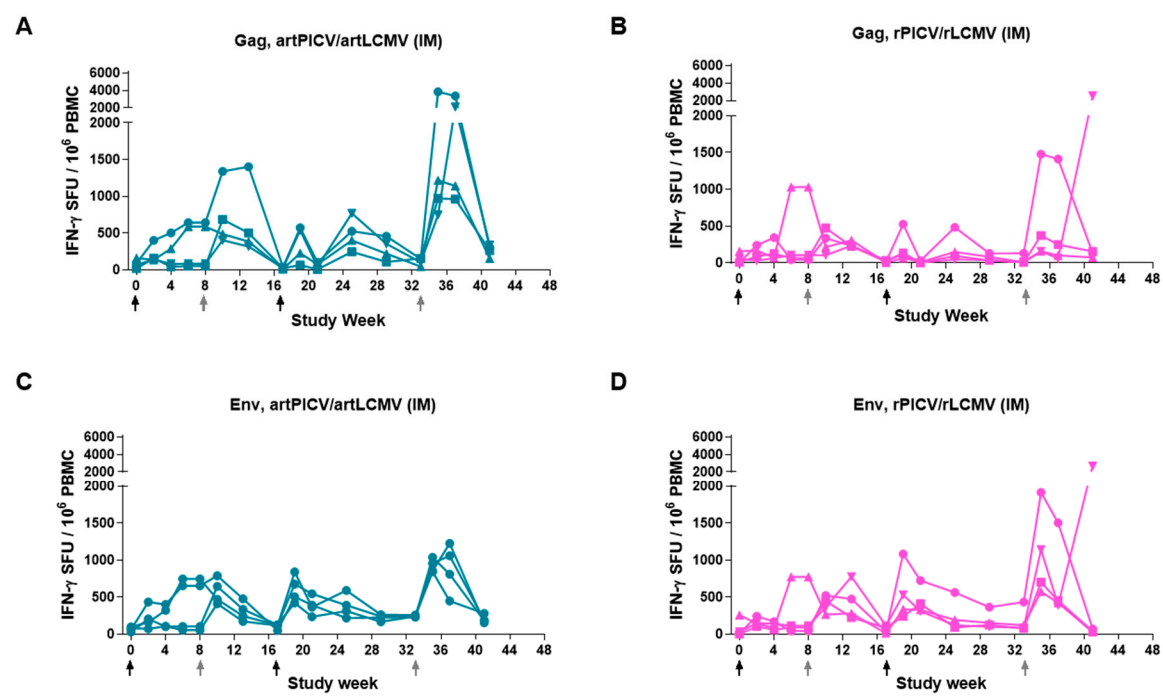 A
Gag, artPICV/artLCMV (IM)
IFN-γ SFU / 10⁶ PBMC
6000
4000
2000
2000
1500
1000
500
0
0 4 8 12 16 20 24 28 32 36 40 44 48
Study Week
B
Gag, rPICV/rLCMV (IM)
IFN-γ SFU / 10⁶ PBMC
6000
4000
2000
2000
1500
1000
500
0
0 4 8 12 16 20 24 28 32 36 40 44 48
Study Week
C
Env, artPICV/artLCMV (IM)
IFN-γ SFU / 10⁶ PBMC
6000
4000
2000
2000
1500
1000
500
0
0 4 8 12 16 20 24 28 32 36 40 44 48
Study week
D
Env, rPICV/rLCMV (IM)
IFN-γ SFU / 10⁶ PBMC
6000
4000
2000
2000
1500
1000
500
0
0 4 8 12 16 20 24 28 32 36 40 44 48
Study week